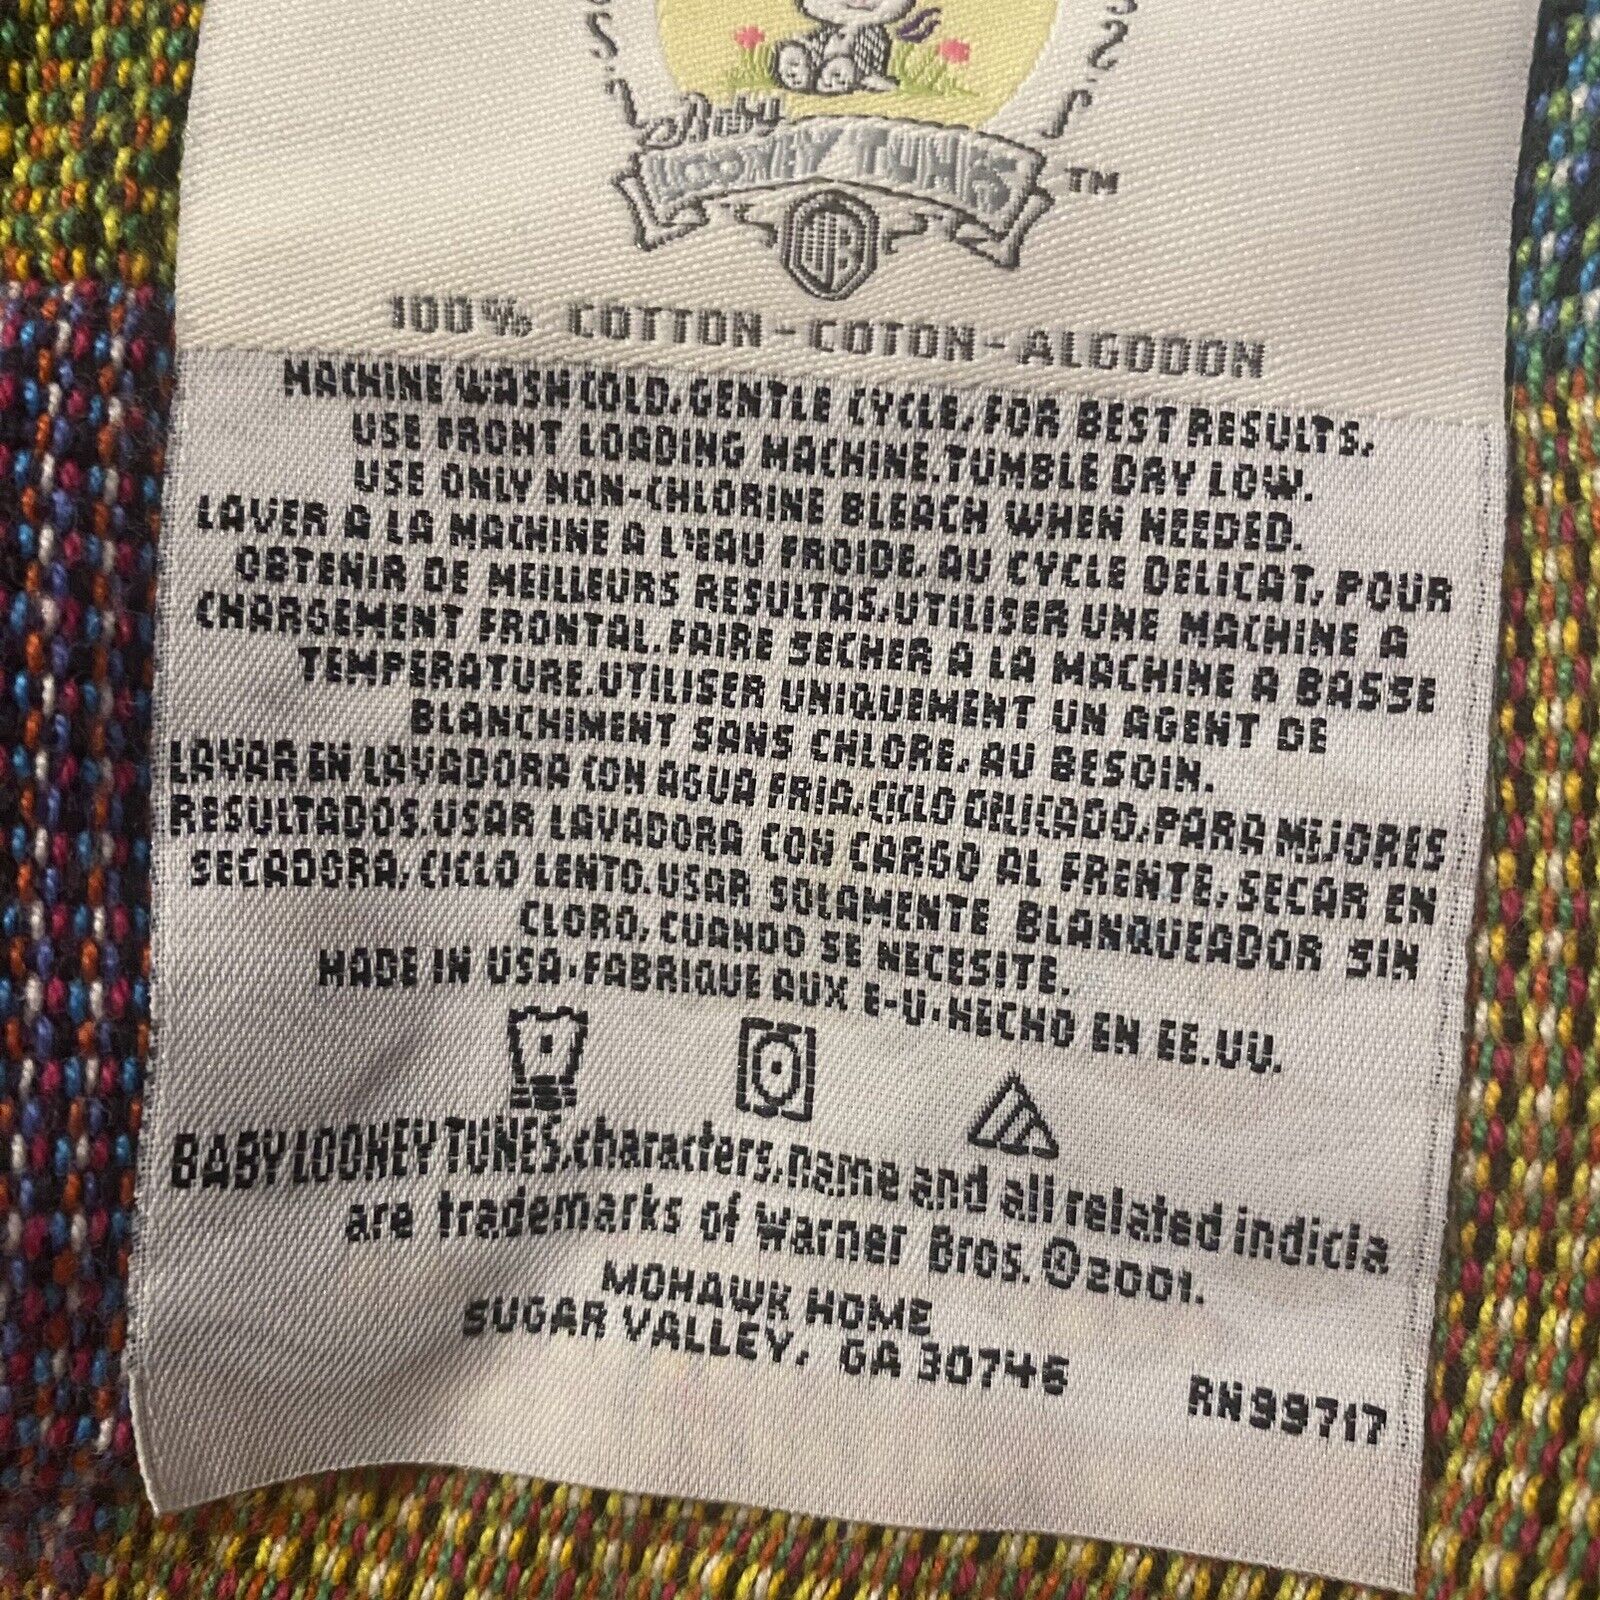 Baby
LOONEY TUNES ™
WB
100% COTTON - COTON - ALGODON
MACHINE WASH COLD, GENTLE CYCLE, FOR BEST RESULTS,
USE FRONT LOADING MACHINE. TUMBLE DRY LOW.
USE ONLY NON-CHLORINE BLEACH WHEN NEEDED.
LAVER A LA MACHINE A L'EAU FROIDE, AU CYCLE DELICAT, POUR
OBTENIR DE MEILLEURS RESULTAS, UTILISER UNE MACHINE A
CHARGEMENT FRONTAL. FAIRE SECHER A LA MACHINE A BASSE
TEMPERATURE. UTILISER UNIQUEMENT UN AGENT DE
BLANCHIMENT SANS CHLORE, AU BESOIN.
LAVAR EN LAVADORA CON AGUA FRIA, CICLO DELICADO, PARA MEJORES
RESULTADOS. USAR LAVADORA CON CARGO AL FRENTE, SECAR EN
SECADORA, CICLO LENTO. USAR SOLAMENTE BLANQUEADOR SIN
CLORO, CUANDO SE NECESITE.
MADE IN USA · FABRIQUE AUX E-U · HECHO EN EE.UU.
BABY LOONEY TUNES, characters, name and all related indicia
are trademarks of Warner Bros. ©2001.
MOHAWK HOME
SUGAR VALLEY, GA 30746
RN 99717